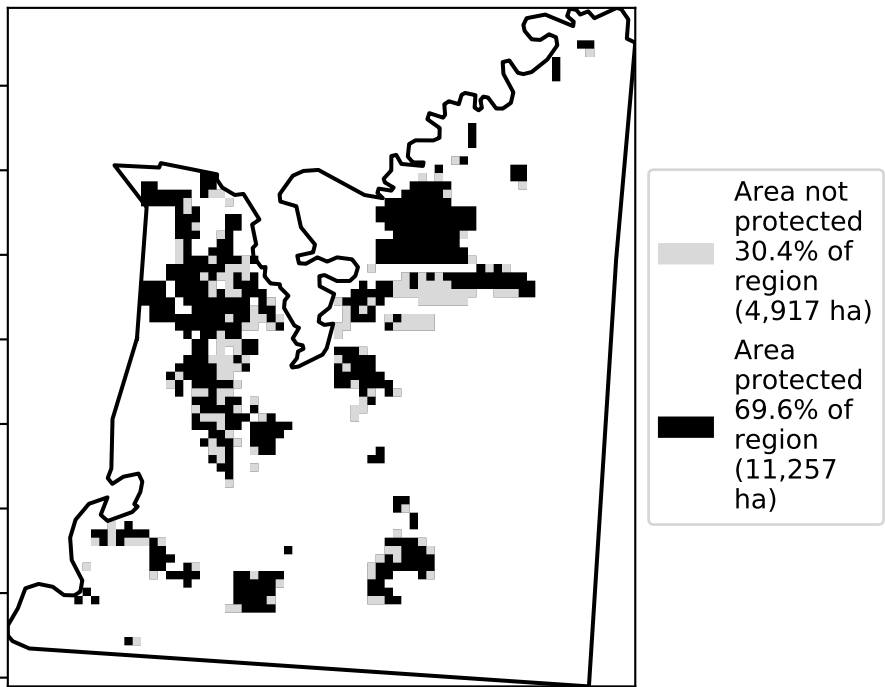 Area not
protected
30.4% of
region
(4,917 ha)
Area
protected
69.6% of
region
(11,257
ha)